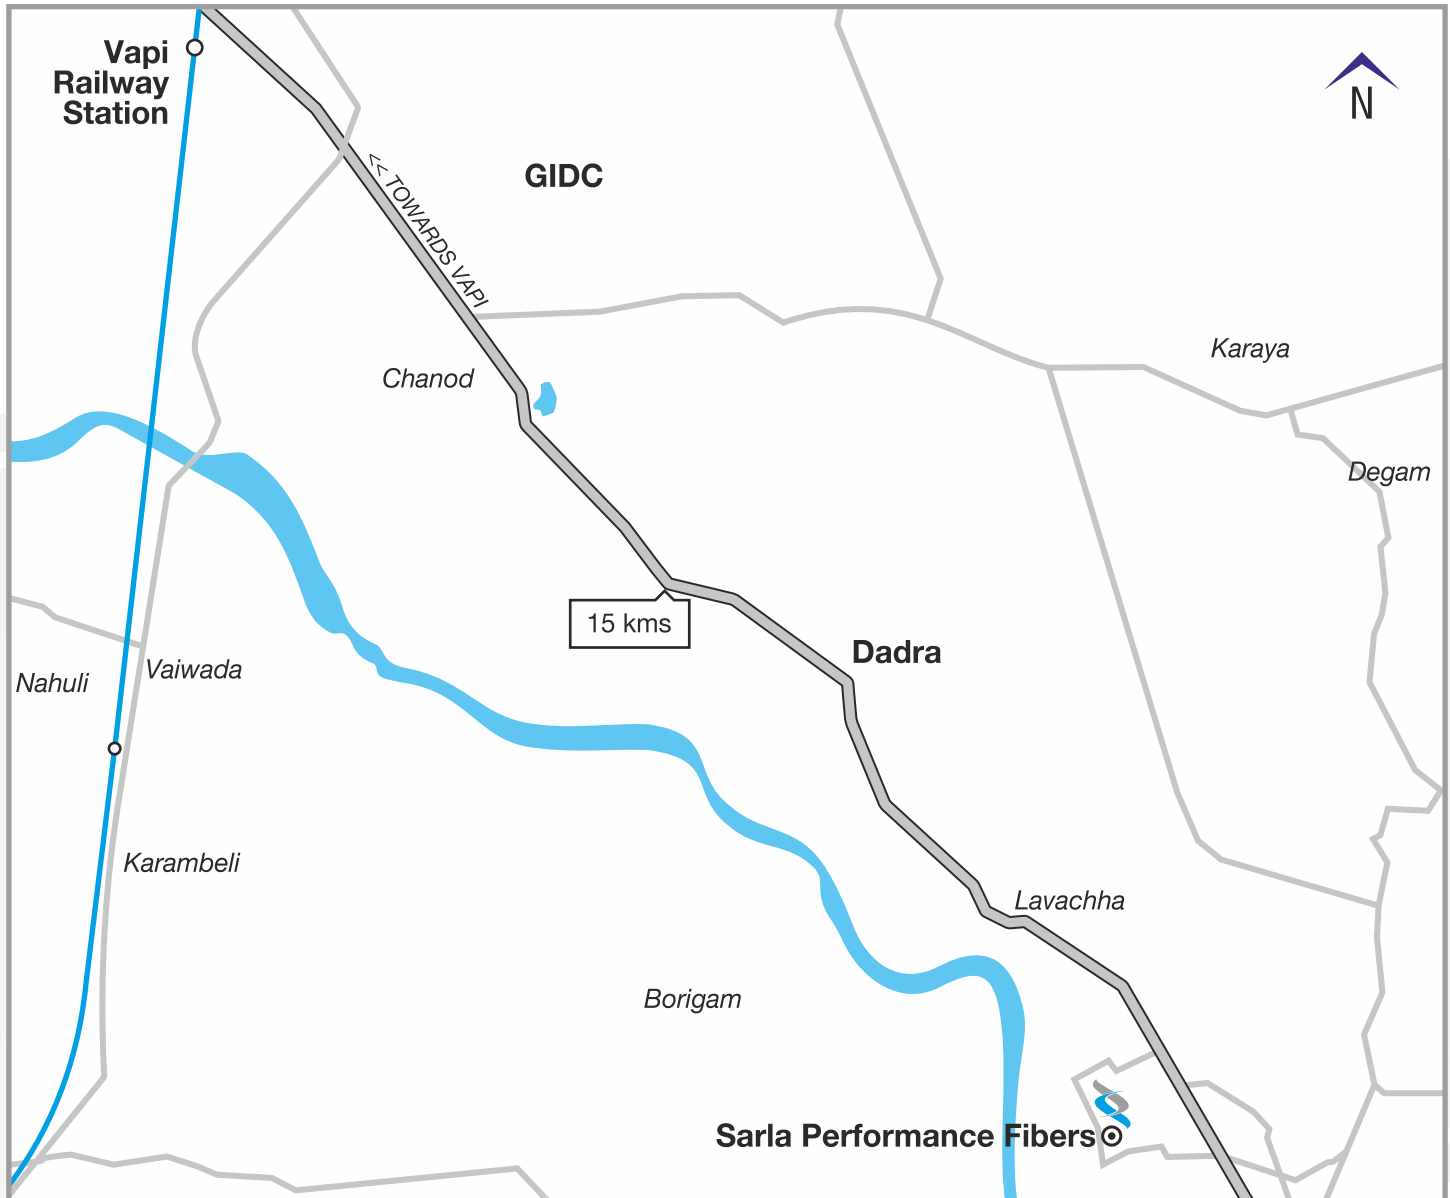 Vapi
Railway
Station
N
GIDC
<< TOWARDS VAPI
Karaya
Chanod
Degam
15 kms
Dadra
Nahuli
Vaiwada
Karambeli
Lavachha
Borigam
Sarla Performance Fibers